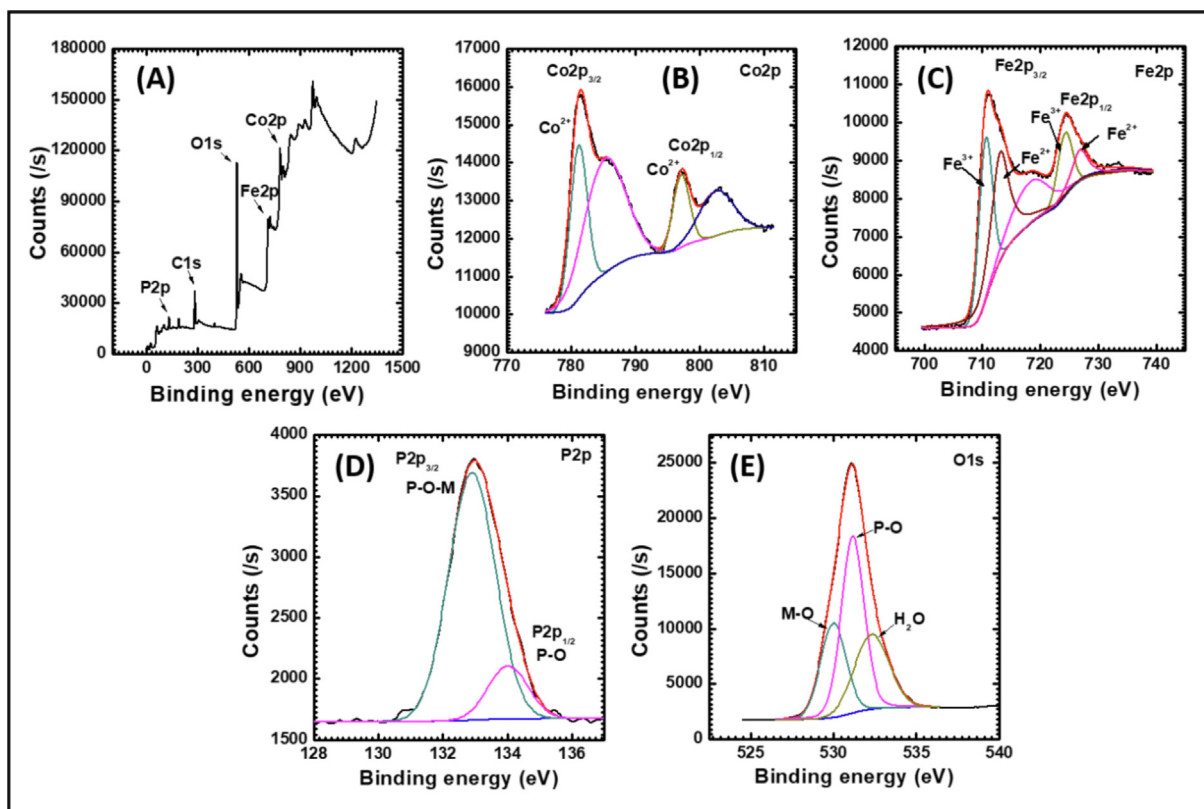 (A)
180000
150000
120000
90000
60000
30000
0
Counts (/s)
P2p
C1s
O1s
Fe2p
Co2p
0 300 600 900 1200 1500
Binding energy (eV)
(B)
Co2p
17000
16000
15000
14000
13000
12000
11000
10000
9000
Counts (/s)
Co2p3/2
Co2+
Co2p1/2
Co2+
770 780 790 800 810
Binding energy (eV)
(C)
Fe2p
12000
11000
10000
9000
8000
7000
6000
5000
4000
Counts (/s)
Fe2p3/2
Fe3+
Fe2+
Fe3+
Fe2p1/2
Fe2+
700 710 720 730 740
Binding energy (eV)
(D)
P2p
4000
3500
3000
2500
2000
1500
Counts (/s)
P2p3/2
P-O-M
P2p1/2
P-O
128 130 132 134 136
Binding energy (eV)
(E)
O1s
25000
20000
15000
10000
5000
0
Counts (/s)
P-O
M-O
H2O
525 530 535 540
Binding energy (eV)